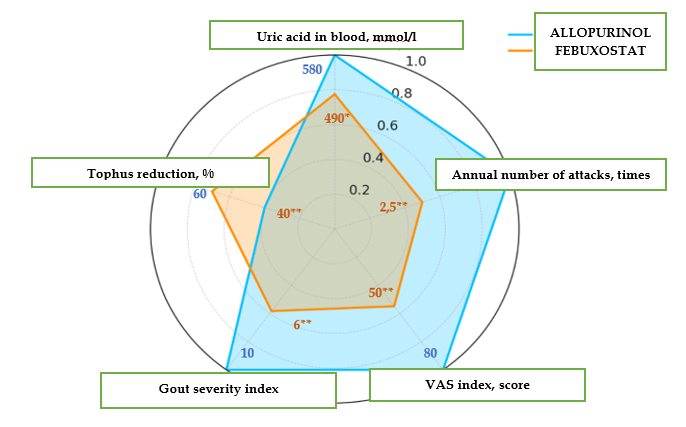 Uric acid in blood, mmol/l
ALLOPURINOL
FEBUXOSTAT
580
1.0
0.8
490*
0.6
0.4
Tophus reduction, %
Annual number of attacks, times
60
0.2
40**
2,5**
50**
6**
10
80
Gout severity index
VAS index, score